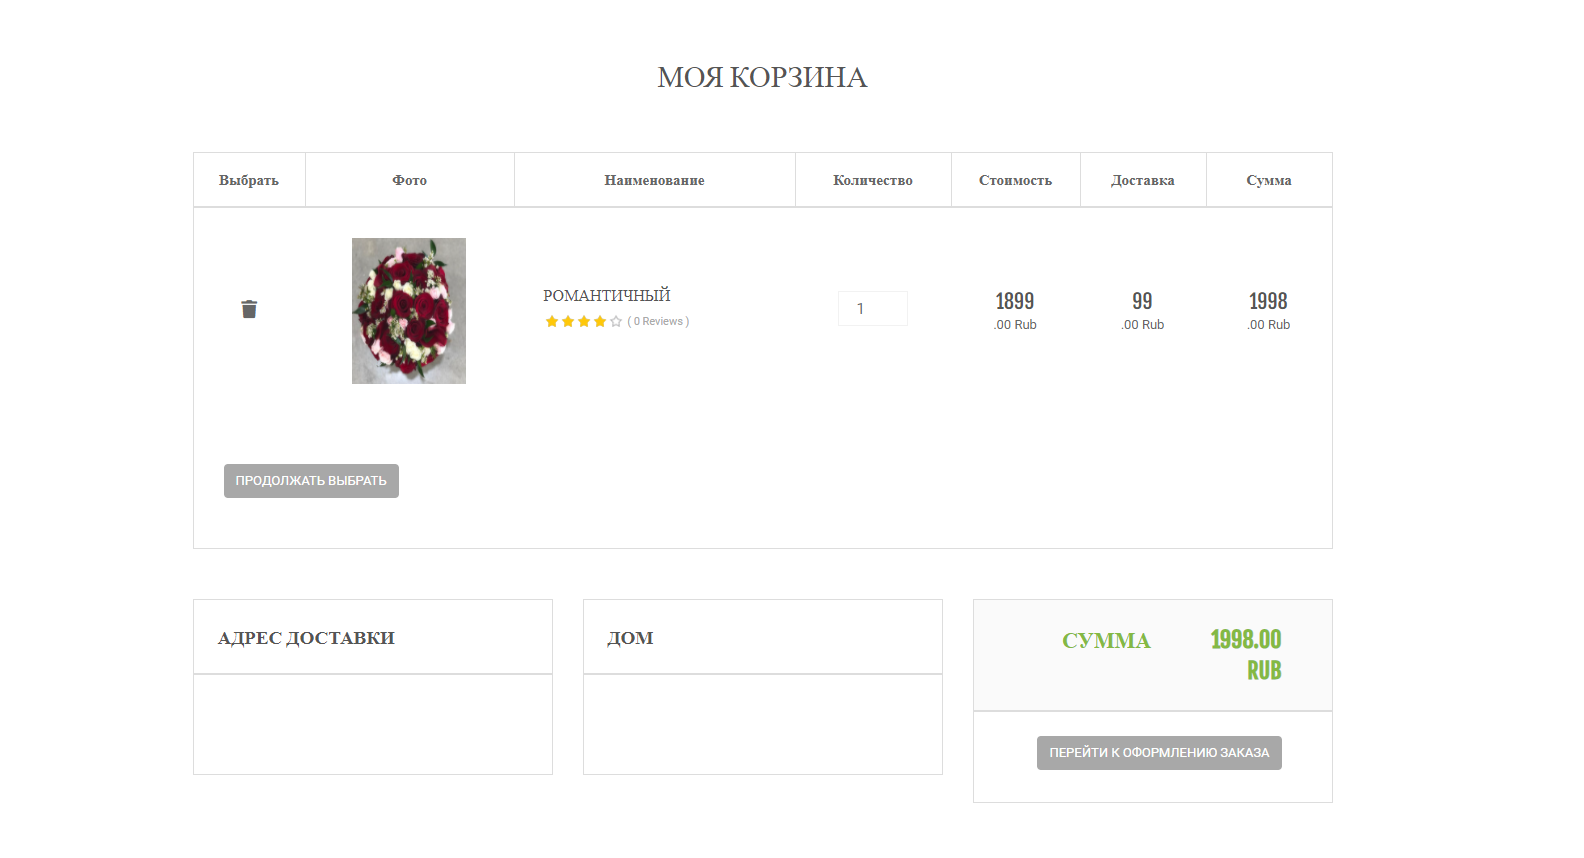 МОЯ КОРЗИНА
Выбрать Фото Наименование Количество Стоимость Доставка Сумма
РОМАНТИЧНЫЙ
( 0 Reviews )
1
1899 99 1998
.00 Rub .00 Rub .00 Rub
ПРОДОЛЖАТЬ ВЫБРАТЬ
АДРЕС ДОСТАВКИ
ДОМ
СУММА 1998.00
RUB
ПЕРЕЙТИ К ОФОРМЛЕНИЮ ЗАКАЗА